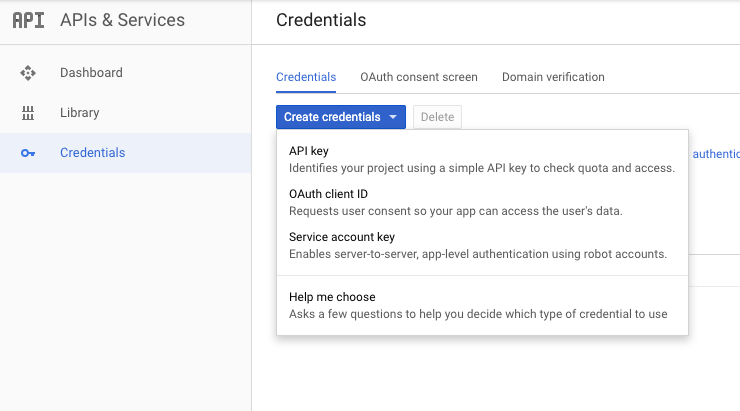 API APIs & Services
Credentials
Dashboard
Library
Credentials
Credentials OAuth consent screen Domain verification
Create credentials Delete
API key
Identifies your project using a simple API key to check quota and access.
OAuth client ID
Requests user consent so your app can access the user's data.
Service account key
Enables server-to-server, app-level authentication using robot accounts.
Help me choose
Asks a few questions to help you decide which type of credential to use
authentic